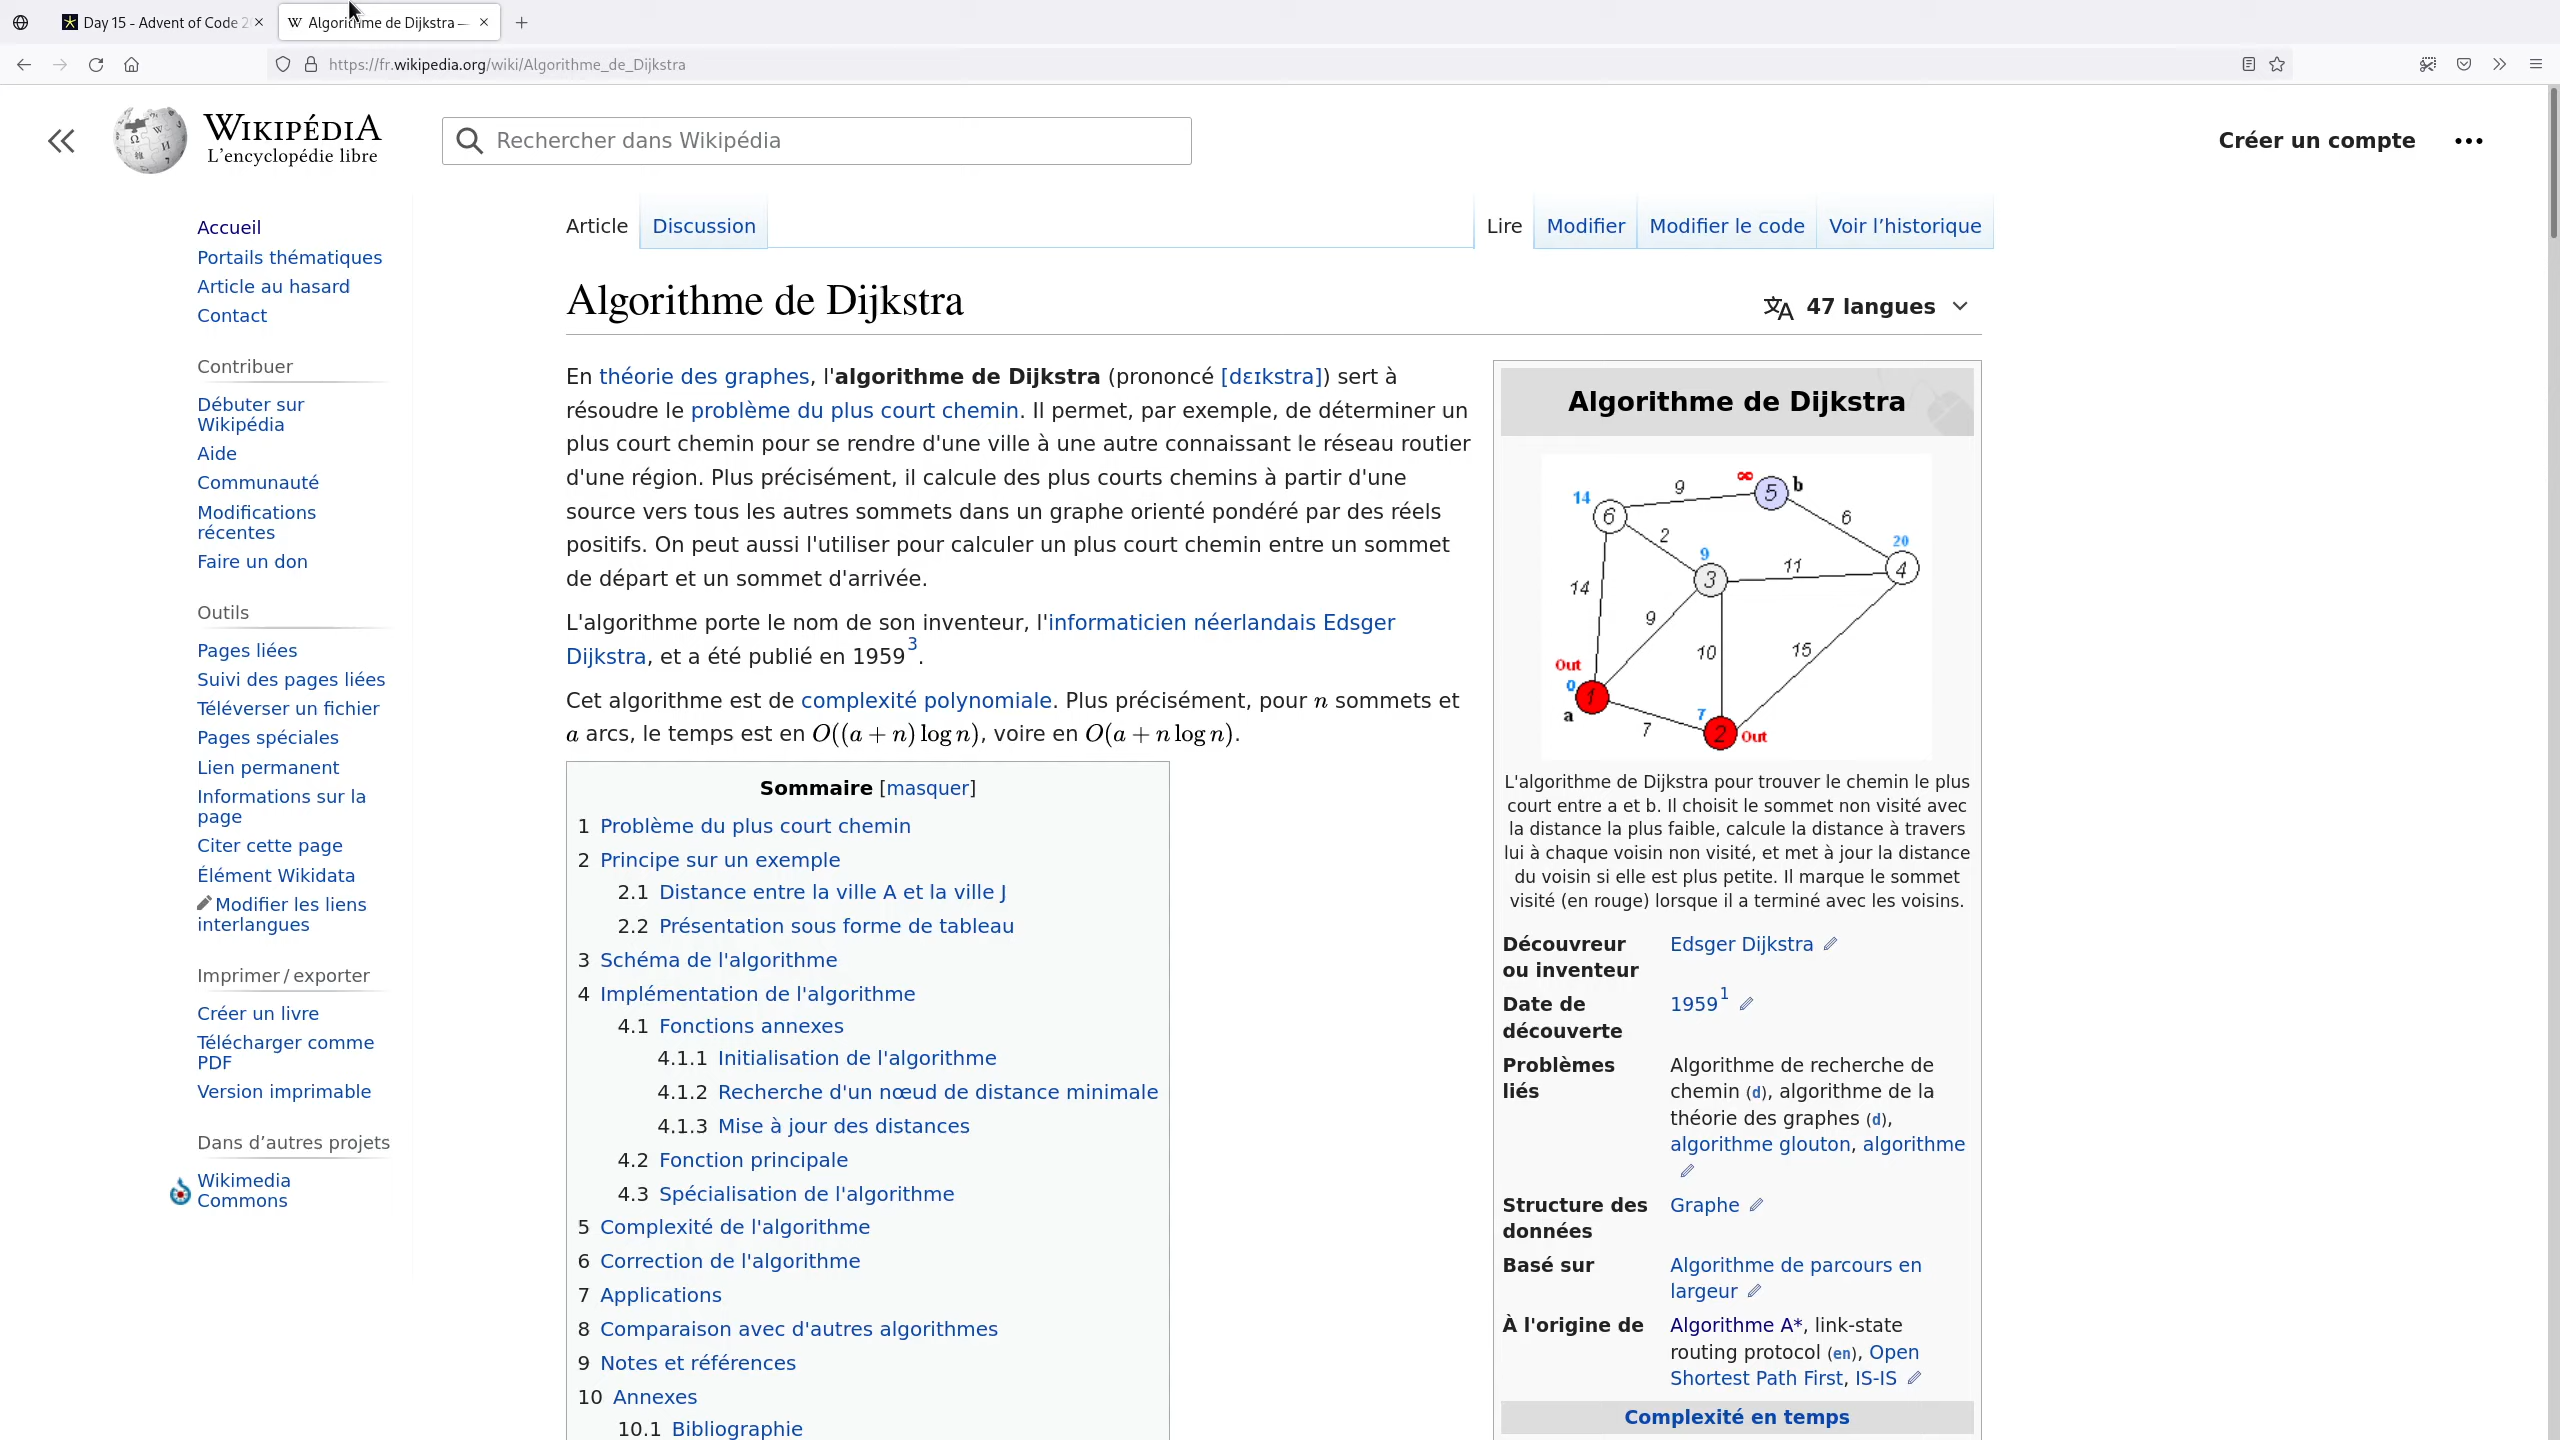 Day 15 - Advent of Code 2
Algorithme de Dijkstra —
https://fr.wikipedia.org/wiki/Algorithme_de_Dijkstra
WIKIPÉDIA
L'encyclopédie libre
Rechercher dans Wikipédia
Créer un compte
Accueil
Portails thématiques
Article au hasard
Contact
Contribuer
Débuter sur
Wikipédia
Aide
Communauté
Modifications
récentes
Faire un don
Outils
Pages liées
Suivi des pages liées
Téléverser un fichier
Pages spéciales
Lien permanent
Informations sur la
page
Citer cette page
Élément Wikidata
Modifier les liens
interlangues
Imprimer / exporter
Créer un livre
Télécharger comme
PDF
Version imprimable
Dans d’autres projets
Wikimedia
Commons
Article Discussion Lire Modifier Modifier le code Voir l’historique
Algorithme de Dijkstra
47 langues
En théorie des graphes, l'algorithme de Dijkstra (prononcé [dɛɪkstra]) sert à
résoudre le problème du plus court chemin. Il permet, par exemple, de déterminer un
plus court chemin pour se rendre d'une ville à une autre connaissant le réseau routier
d'une région. Plus précisément, il calcule des plus courts chemins à partir d'une
source vers tous les autres sommets dans un graphe orienté pondéré par des réels
positifs. On peut aussi l'utiliser pour calculer un plus court chemin entre un sommet
de départ et un sommet d'arrivée.
L'algorithme porte le nom de son inventeur, l'informaticien néerlandais Edsger
Dijkstra, et a été publié en 1959³.
Cet algorithme est de complexité polynomiale. Plus précisément, pour n sommets et
a arcs, le temps est en O((a + n) log n), voire en O(a + n log n).
Sommaire [masquer]
1 Problème du plus court chemin
2 Principe sur un exemple
2.1 Distance entre la ville A et la ville J
2.2 Présentation sous forme de tableau
3 Schéma de l'algorithme
4 Implémentation de l'algorithme
4.1 Fonctions annexes
4.1.1 Initialisation de l'algorithme
4.1.2 Recherche d'un nœud de distance minimale
4.1.3 Mise à jour des distances
4.2 Fonction principale
4.3 Spécialisation de l'algorithme
5 Complexité de l'algorithme
6 Correction de l'algorithme
7 Applications
8 Comparaison avec d'autres algorithmes
9 Notes et références
10 Annexes
10.1 Bibliographie
Algorithme de Dijkstra
∞ 5 b
14 6 9
2 6
9 3 11 20 4
14 9 10 15
Out
0 1 a
7
7 2 Out
L'algorithme de Dijkstra pour trouver le chemin le plus
court entre a et b. Il choisit le sommet non visité avec
la distance la plus faible, calcule la distance à travers
lui à chaque voisin non visité, et met à jour la distance
du voisin si elle est plus petite. Il marque le sommet
visité (en rouge) lorsque il a terminé avec les voisins.
Découvreur
ou inventeur
Edsger Dijkstra
Date de
découverte
1959¹
Problèmes
liés
Algorithme de recherche de
chemin (d), algorithme de la
théorie des graphes (d),
algorithme glouton, algorithme
Structure des
données
Graphe
Basé sur
Algorithme de parcours en
largeur
À l'origine de
Algorithme A*, link-state
routing protocol (en), Open
Shortest Path First, IS-IS
Complexité en temps